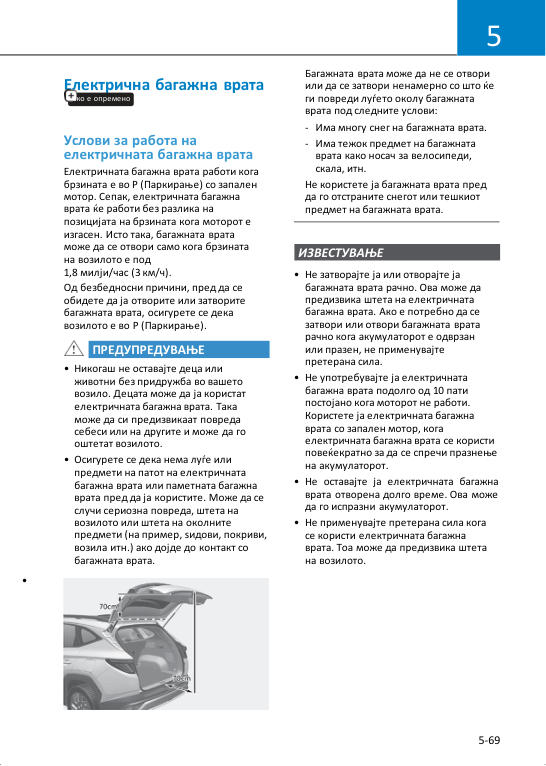 5
Електрична багажна врата
ко е опремено
Услови за работа на
електричната багажна врата
Електричната багажна врата работи кога
брзината е во P (Паркирање) со запален
мотор. Сепак, електричната багажна
врата ќе работи без разлика на
позицијата на брзината кога моторот е
изгасен. Исто така, багажната врата
може да се отвори само кога брзината
на возилото е под
1,8 милји/час (3 км/ч).
Од безбедносни причини, пред да се
обидете да ја отворите или затворите
багажната врата, осигурете се дека
возилото е во P (Паркирање).
ПРЕДУПРЕДУВАЊЕ
• Никогаш не оставајте деца или
животни без придружба во вашето
возило. Децата може да ја користат
електричната багажна врата. Така
може да си предизвикаат повреда
себеси или на другите и може да го
оштетат возилото.
• Осигурете се дека нема луѓе или
предмети на патот на електричната
багажна врата или паметната багажна
врата пред да ја користите. Може да се
случи сериозна повреда, штета на
возилото или штета на околните
предмети (на пример, ѕидови, покриви,
возила итн.) ако дојде до контакт со
багажна врата.
•
70cm
70cm
Багажната врата може да не се отвори
или да се затвори ненамерно со што ќе
ги повреди луѓето околу багажната
врата под следните услови:
- Има многу снег на багажната врата.
- Има тежок предмет на багажната
врата како носач за велосипеди,
скала, итн.
Не користете ја багажната врата пред
да го отстраните снегот или тешкиот
предмет на багажната врата.
ИЗВЕСТУВАЊЕ
• Не затворајте ја или отворајте ја
багажната врата рачно. Ова може да
предизвика штета на електричната
багажна врата. Ако е потребно да се
затвори или отвори багажната врата
рачно кога акумулаторот е одврзан
или празен, не применувајте
претерана сила.
• Не употребувајте ја електричната
багажна врата подолго од 10 пати
постојано кога моторот не работи.
Користете ја електричната багажна
врата со запален мотор, кога
електричната багажна врата се користи
повеќекратно за да се спречи празнење
на акумулаторот.
• Не оставајте ја електричната багажна
врата отворена долго време. Ова може
да го испразни акумулаторот.
• Не применувајте претерана сила кога
се користи електричната багажна
врата. Тоа може да предизвика штета
на возилото.
5-69